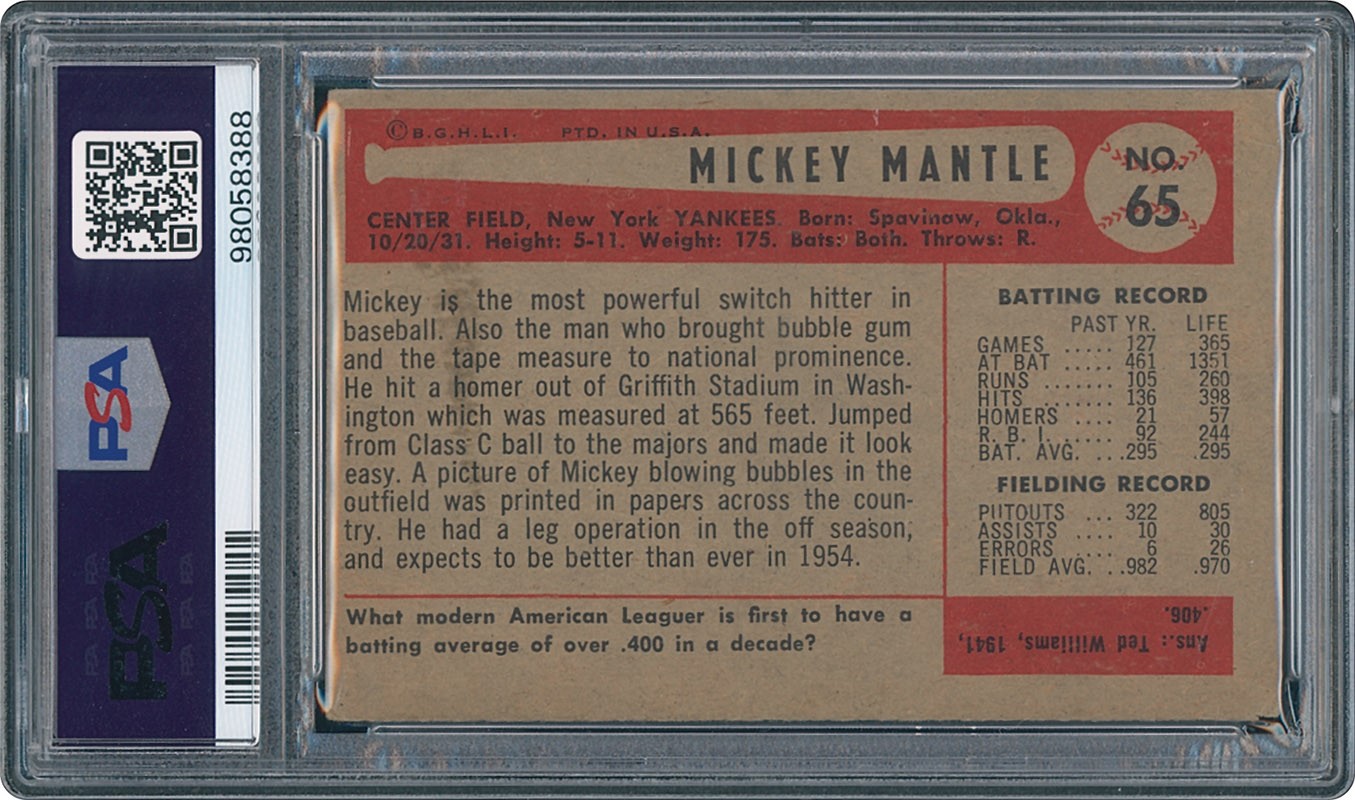 98058388
PSA
PSA
© B.G.H.L.I. PTD. IN U.S.A.
MICKEY MANTLE
NO.
65
CENTER FIELD, New York YANKEES. Born: Spavinaw, Okla.,
10/20/31. Height: 5-11. Weight: 175. Bats: Both. Throws: R.
Mickey is the most powerful switch hitter in
baseball. Also the man who brought bubble gum
and the tape measure to national prominence.
He hit a homer out of Griffith Stadium in Wash-
ington which was measured at 565 feet. Jumped
from Class C ball to the majors and made it look
easy. A picture of Mickey blowing bubbles in the
outfield was printed in papers across the coun-
try. He had a leg operation in the off season,
and expects to be better than ever in 1954.
What modern American Leaguer is first to have a
batting average of over .400 in a decade?
BATTING RECORD
PAST YR. LIFE
GAMES ..... 127 365
AT BAT ..... 461 1351
RUNS ....... 105 260
HITS ....... 136 398
HOMERS .... 21 57
R. B. I. ...... 92 244
BAT. AVG. ... .295 .295
FIELDING RECORD
PUTOUTS ... 322 805
ASSISTS .... 10 30
ERRORS .... 6 26
FIELD AVG. . .982 .970
Ans.: Ted Williams, 1941,
.406.